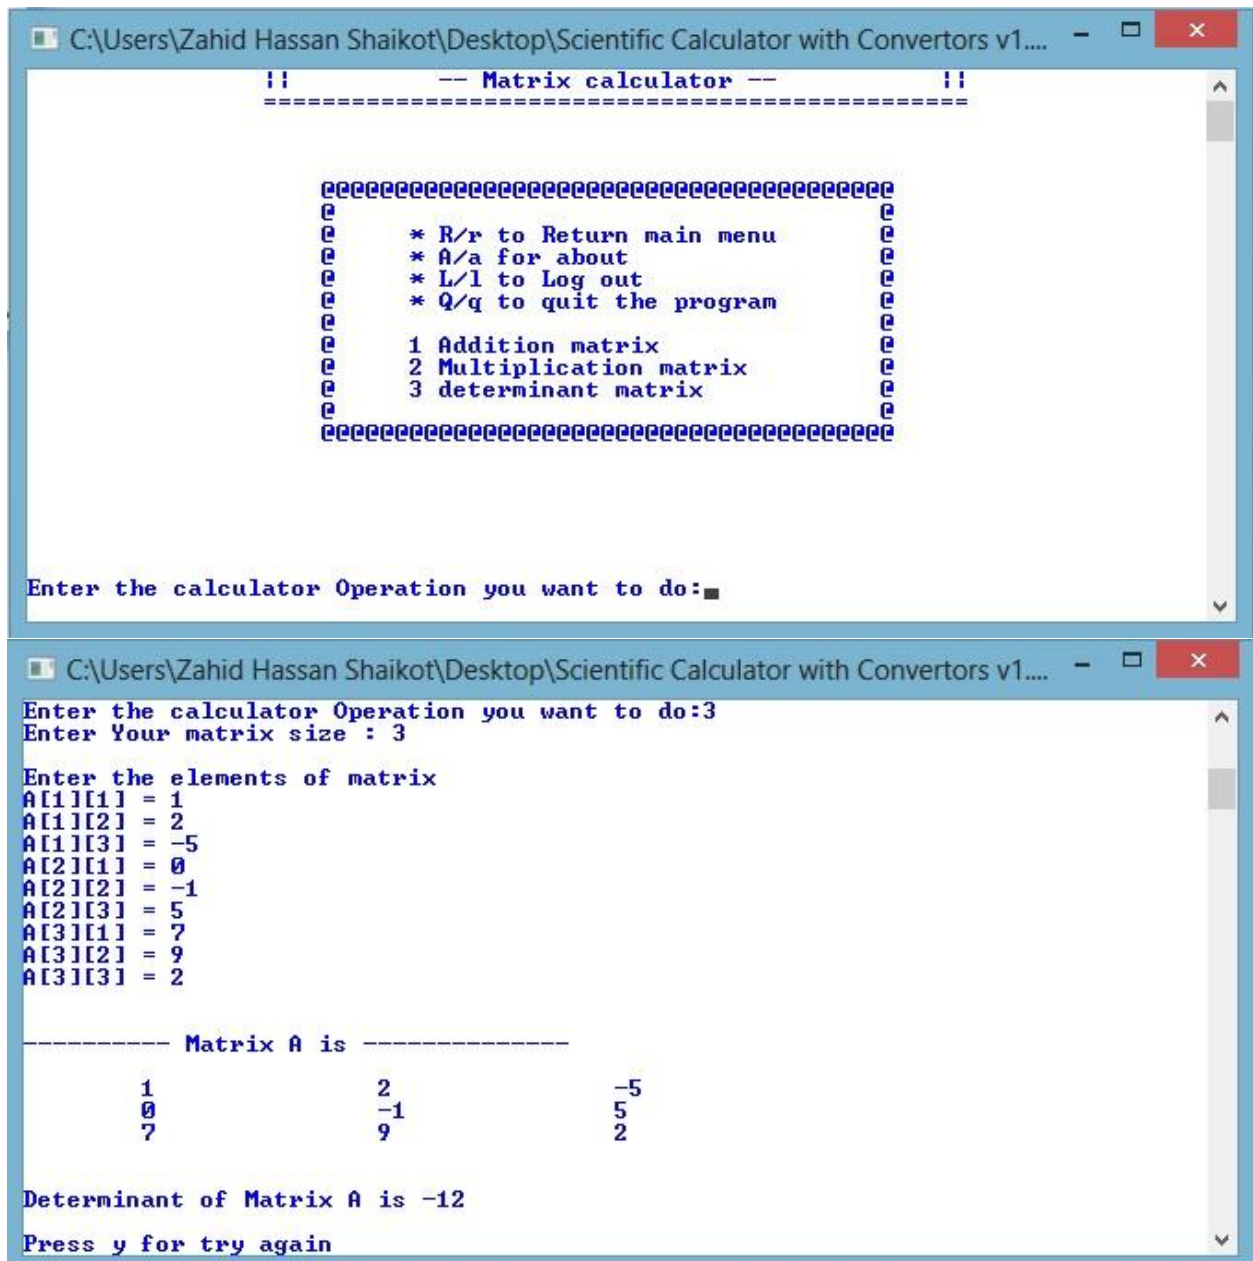 C:\Users\Zahid Hassan Shaikot\Desktop\Scientific Calculator with Convertors v1....
|| -- Matrix calculator -- ||
================================================
@@@@@@@@@@@@@@@@@@@@@@@@@@@@@@@@@@@@@@@
@ @
@ * R/r to Return main menu @
@ * A/a for about @
@ * L/l to Log out @
@ * Q/q to quit the program @
@ @
@ 1 Addition matrix @
@ 2 Multiplication matrix @
@ 3 determinant matrix @
@ @
@@@@@@@@@@@@@@@@@@@@@@@@@@@@@@@@@@@@@@@
Enter the calculator Operation you want to do:
C:\Users\Zahid Hassan Shaikot\Desktop\Scientific Calculator with Convertors v1....
Enter the calculator Operation you want to do:3
Enter Your matrix size : 3
Enter the elements of matrix
A[1][1] = 1
A[1][2] = 2
A[1][3] = -5
A[2][1] = 0
A[2][2] = -1
A[2][3] = 5
A[3][1] = 7
A[3][2] = 9
A[3][3] = 2
---------- Matrix A is --------------
1 2 -5
0 -1 5
7 9 2
Determinant of Matrix A is -12
Press y for try again